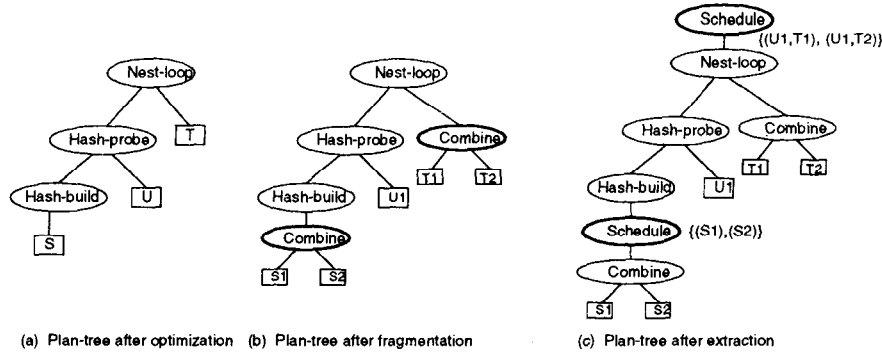 Nest-loop
Hash-probe
T
Hash-build
U
S
(a) Plan-tree after optimization
Nest-loop
Hash-probe
Combine
T1
T2
Hash-build
U1
Combine
S1
S2
(b) Plan-tree after fragmentation
Schedule
{(U1,T1), (U1,T2)}
Nest-loop
Hash-probe
Combine
T1
T2
Hash-build
U1
Schedule
{(S1),(S2)}
Combine
S1
S2
(c) Plan-tree after extraction